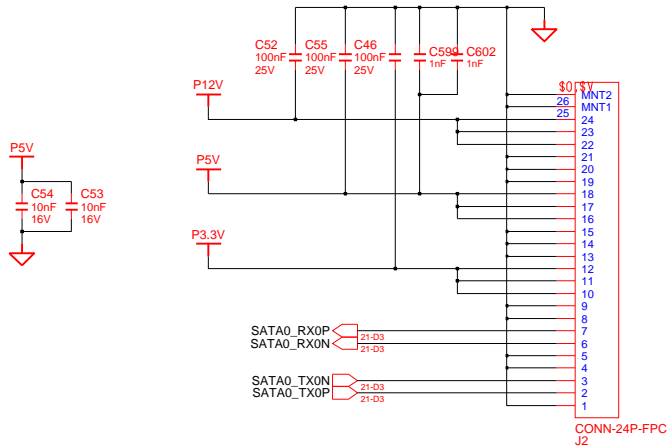 C52
100nF
25V
C55
100nF
25V
C46
100nF
25V
C599
1nF
C602
1nF
P12V
P5V
P3.3V
P5V
C54
10nF
16V
C53
10nF
16V
MNT2
26
MNT1
25
24
23
22
21
20
19
18
17
16
15
14
13
12
11
10
9
8
SATA0_RX0P
21-D3
7
SATA0_RX0N
21-D3
6
5
4
SATA0_TX0N
21-D3
3
SATA0_TX0P
21-D3
2
1
CONN-24P-FPC
J2